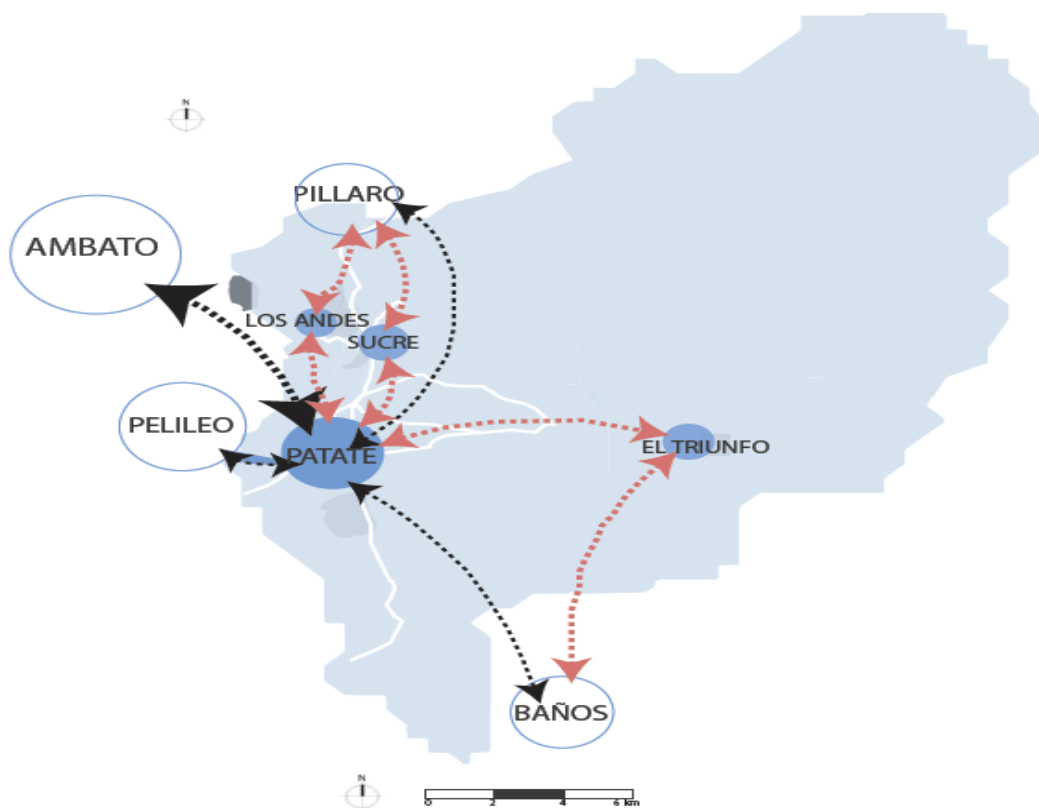 N
PILLARO
AMBATO
LOS ANDES
SUCRE
PELILEO
PATATE
EL TRIUNFO
BAÑOS
N
0 2 4 6 km